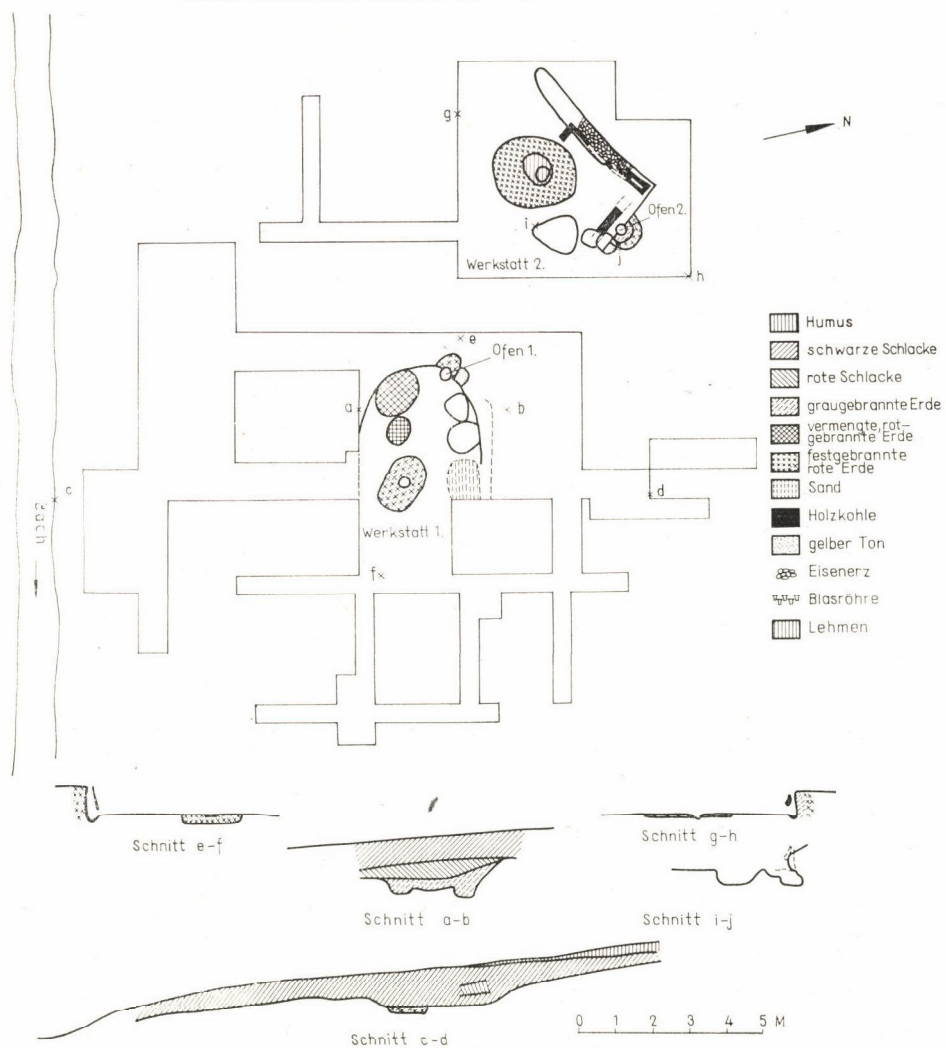 g
N
i
Ofen 2.
j
Werkstatt 2.
h
e
Ofen 1.
a
b
c
d
Bach
Werkstatt 1.
f
Humus
schwarze Schlacke
rote Schlacke
graugebrannte Erde
vermengte, rot-
gebrannte Erde
festgebrannte
rote Erde
Sand
Holzkohle
gelber Ton
Eisenerz
Blasröhre
Lehmen
Schnitt e-f
Schnitt g-h
Schnitt a-b
Schnitt i-j
Schnitt c-d
0 1 2 3 4 5 M